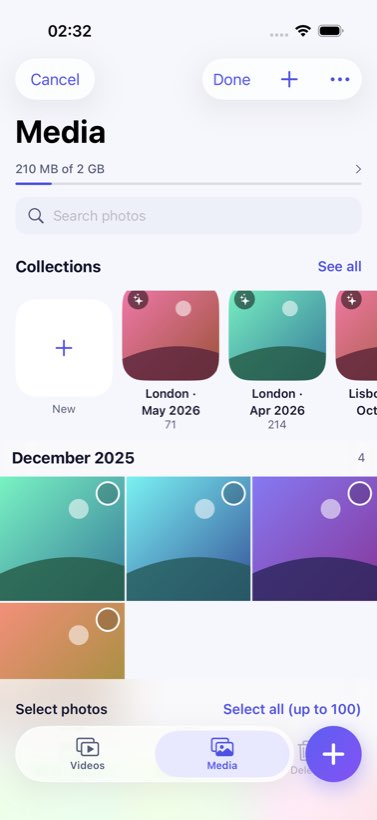 02:32
Cancel
Done
Media
210 MB of 2 GB
Search photos
Collections
See all
New
London ·
May 2026
71
London ·
Apr 2026
214
December 2025
4
Select photos
Select all (up to 100)
Videos
Media